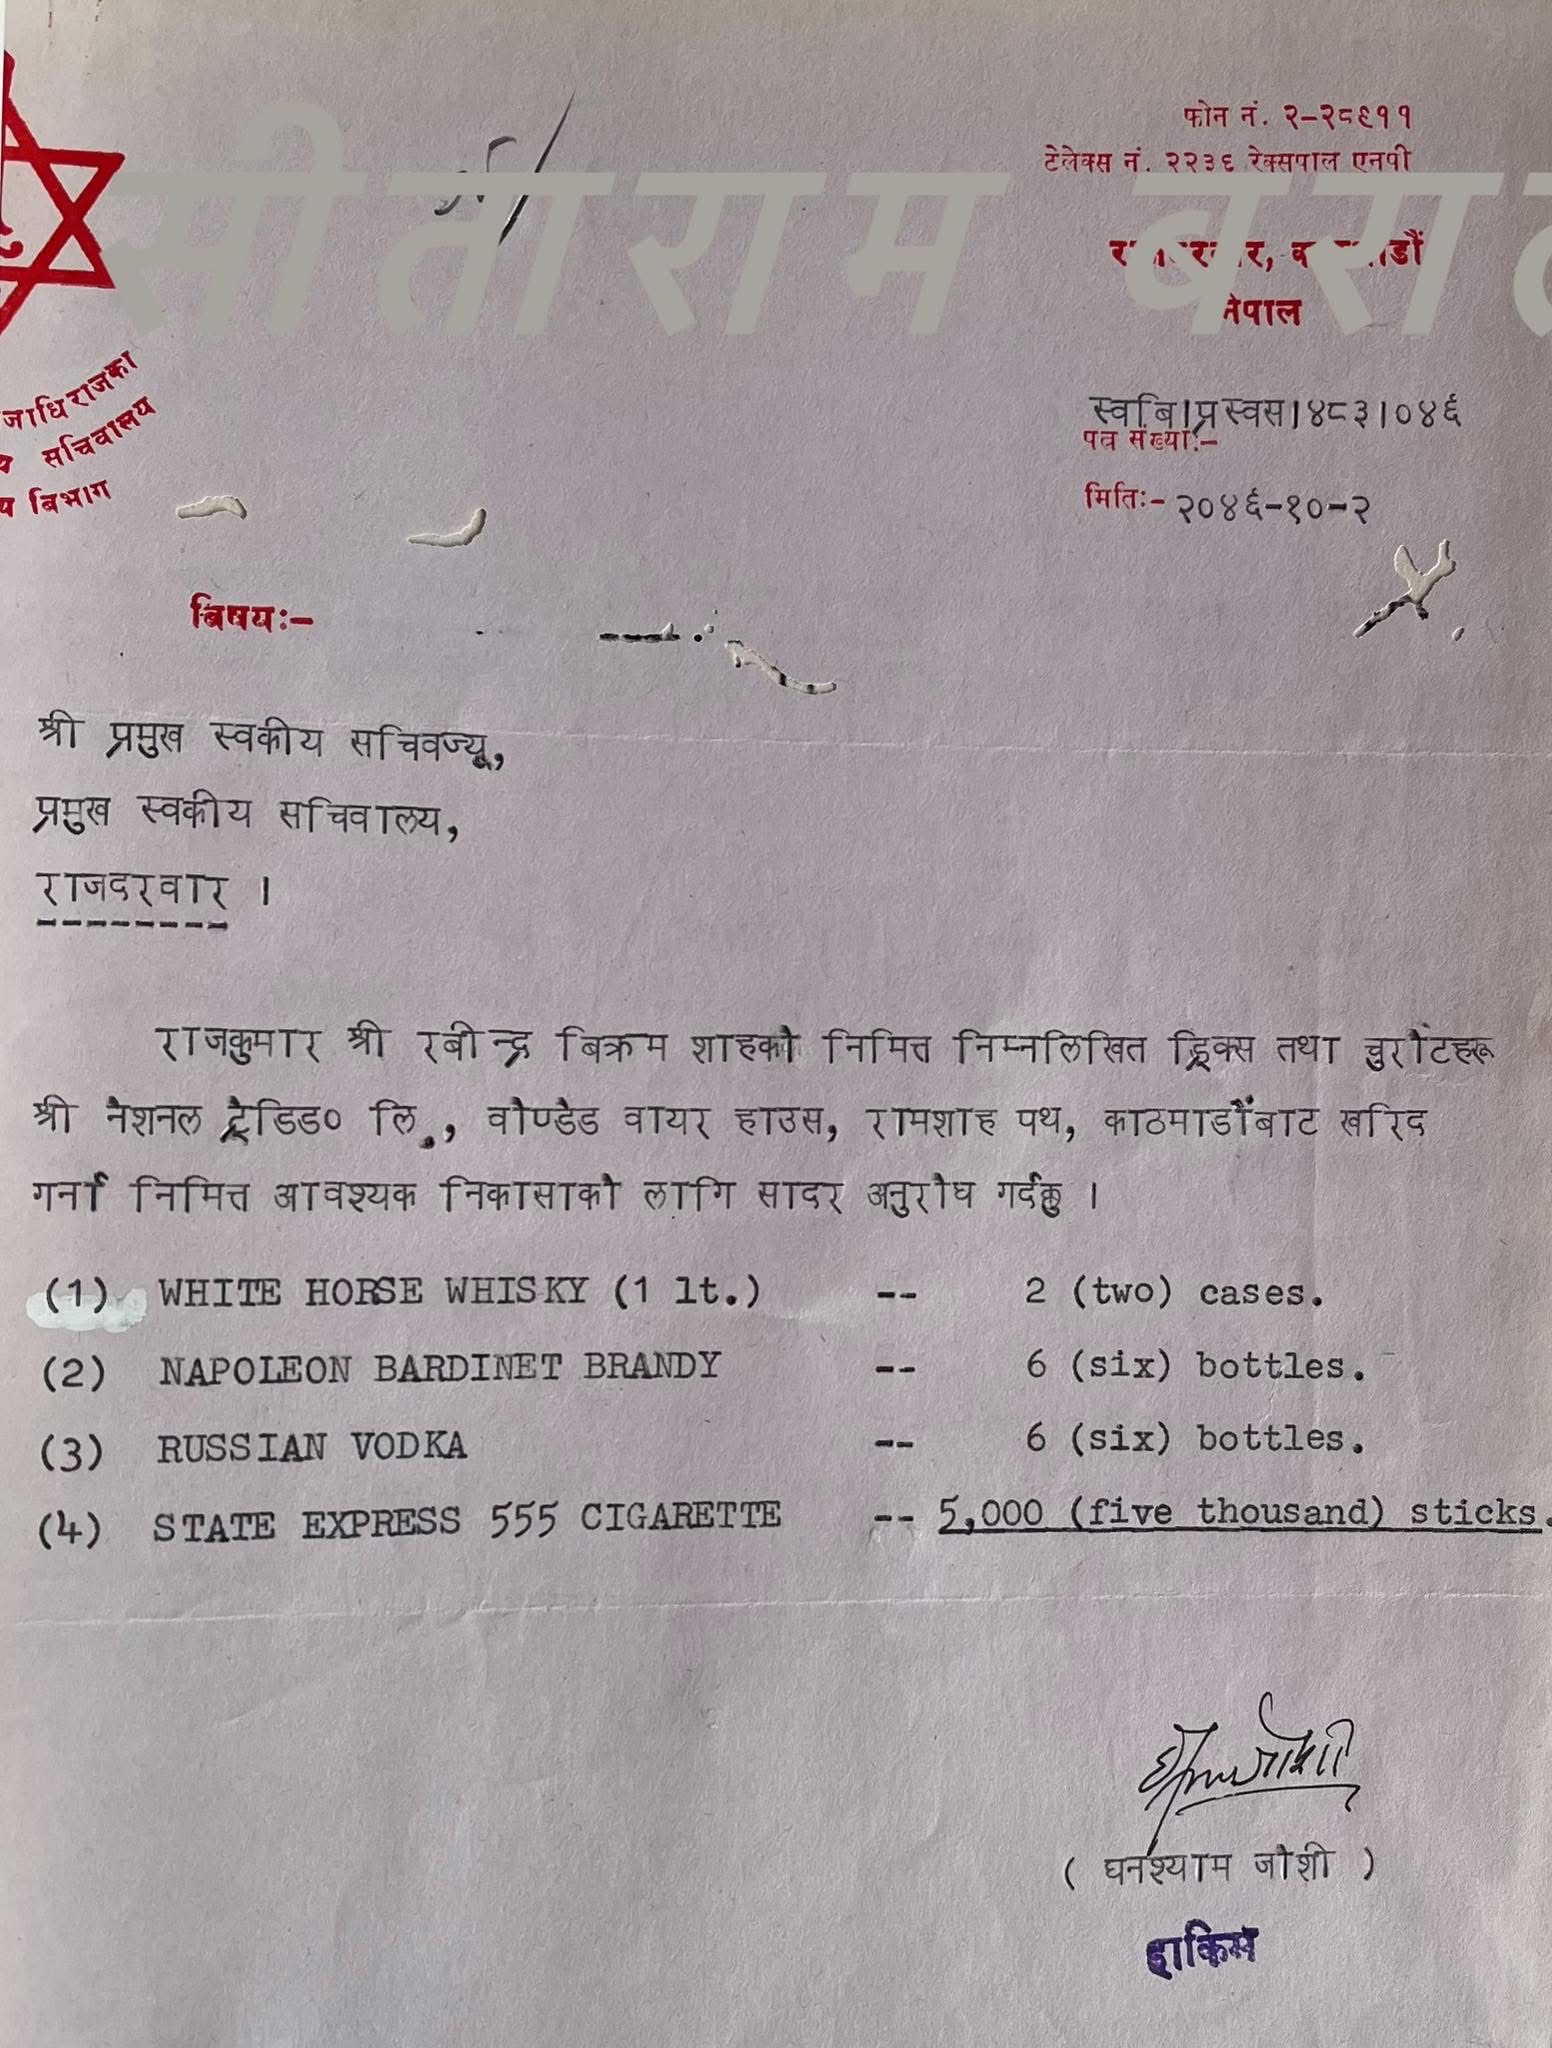 फोन नं. २-२८९११
टेलेक्स नं. २२३६ रेक्सपाल एनपी
सीताराम
नेपाल
जाधिराजका
सचिवालय
बिभाग
स्वबि।प्रस्वस।४८३।०४६
पत्र संख्याः-
मितिः- २०४६-१०-२
बिषयः-
श्री प्रमुख स्वकीय सचिवज्यू,
प्रमुख स्वकीय सचिवालय,
राजदरवार ।
राजकुमार श्री रबीन्द्र बिक्रम शाहको निमित्त निम्नलिखित ड्रिक्स तथा चुरोटहरू
श्री नेशनल ट्रेडिड० लि., वोण्डेड वायर हाउस, रामशाह पथ, काठमाडौंबाट खरिद
गर्ना निमित्त आवश्यक निकासाको लागि सादर अनुरोध गर्दछु ।
(1) WHITE HORSE WHISKY (1 lt.) -- 2 (two) cases.
(2) NAPOLEON BARDINET BRANDY -- 6 (six) bottles.
(3) RUSSIAN VODKA -- 6 (six) bottles.
(4) STATE EXPRESS 555 CIGARETTE -- 5,000 (five thousand) sticks.
( घनश्याम जोशी )
हाकिम